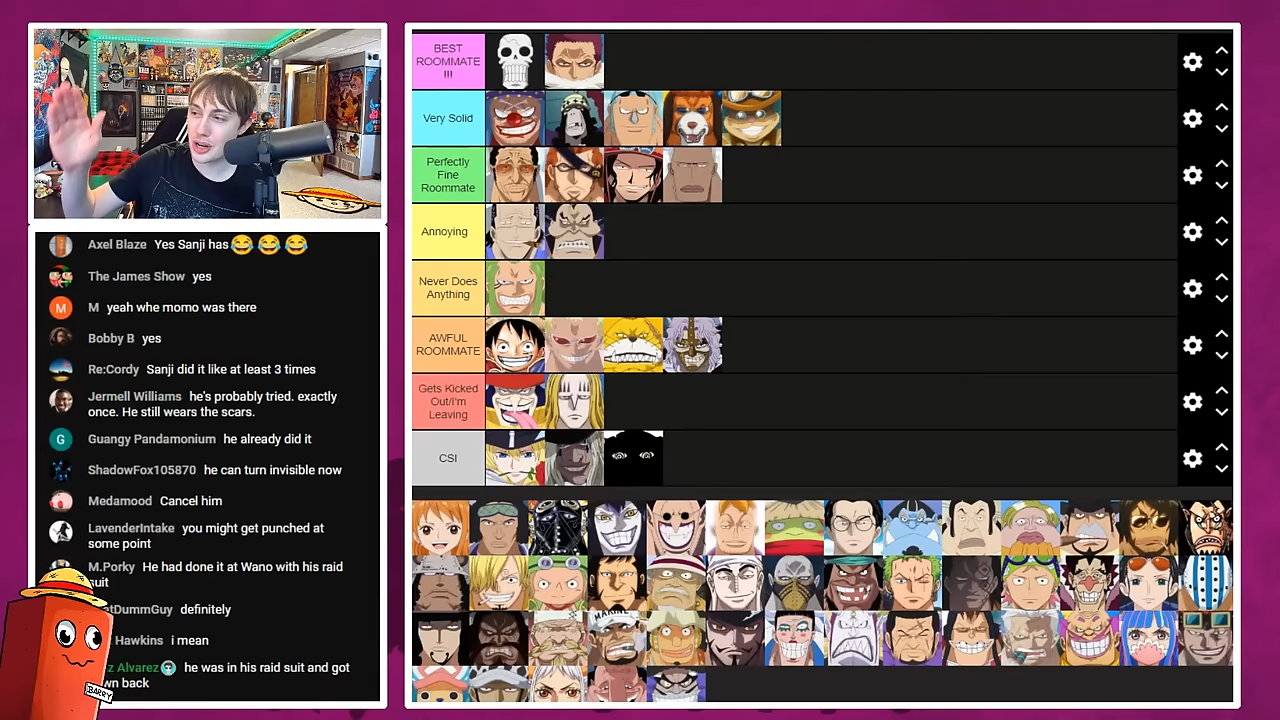 Axel Blaze Yes Sanji has😂😂😂
The James Show yes
M M yeah whe momo was there
Bobby B yes
Re:Cordy Sanji did it like at least 3 times
Jermell Williams he's probably tried. exactly
once. He still wears the scars.
G Guangy Pandamonium he already did it
ShadowFox105870 he can turn invisible now
Medamood Cancel him
LavenderIntake you might get punched at
some point
M.Porky He had done it at Wano with his raid
suit
atDummGuy definitely
Hawkins i mean
z Alvarez he was in his raid suit and got
wn back
BARRY
BEST
ROOMMATE
!!!
Very Solid
Perfectly
Fine
Roommate
Annoying
Never Does
Anything
AWFUL
ROOMMATE
Gets Kicked
Out/I'm
Leaving
CSI
MARINE